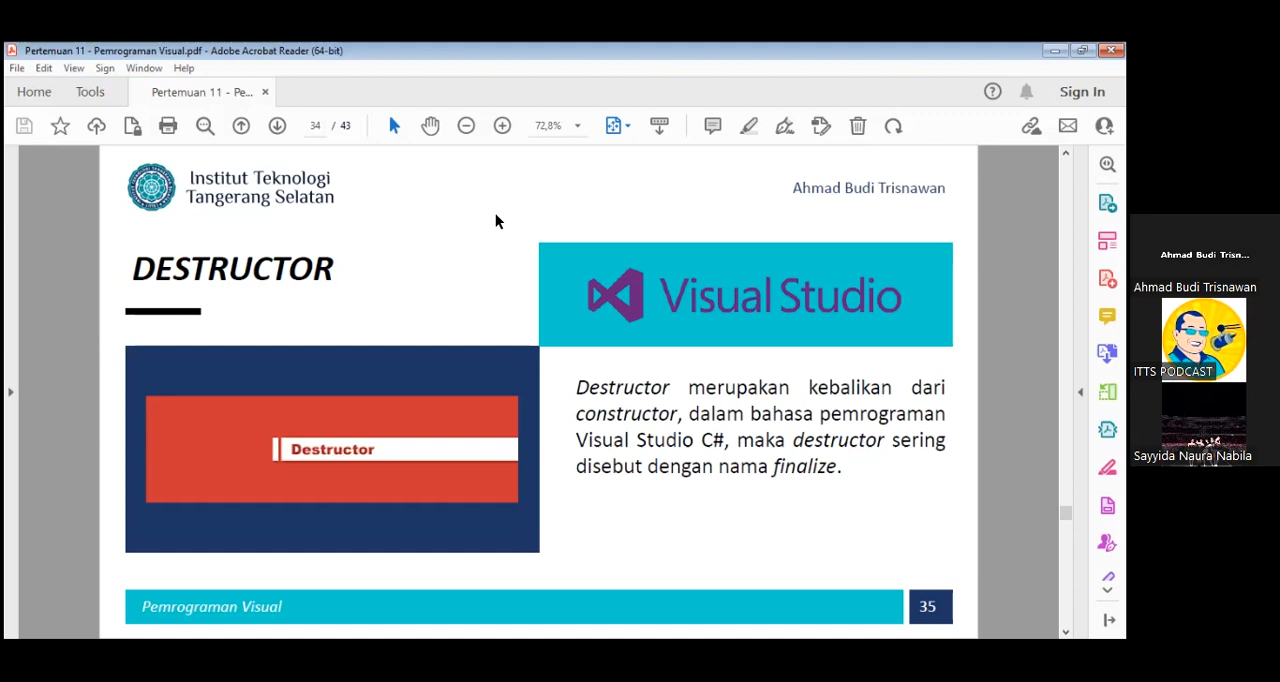 Pertemuan 11 - Pemrograman Visual.pdf - Adobe Acrobat Reader (64-bit)
File Edit View Sign Window Help
Home Tools Pertemuan 11 - Pe... × Sign In
34 / 43 72,8%
Institut Teknologi
Tangerang Selatan
Ahmad Budi Trisnawan
DESTRUCTOR
Visual Studio
Destructor
Destructor merupakan kebalikan dari
constructor, dalam bahasa pemrograman
Visual Studio C#, maka destructor sering
disebut dengan nama finalize.
Pemrograman Visual 35
Ahmad Budi Trisn...
Ahmad Budi Trisnawan
ITTS PODCAST
Sayyida Naura Nabila